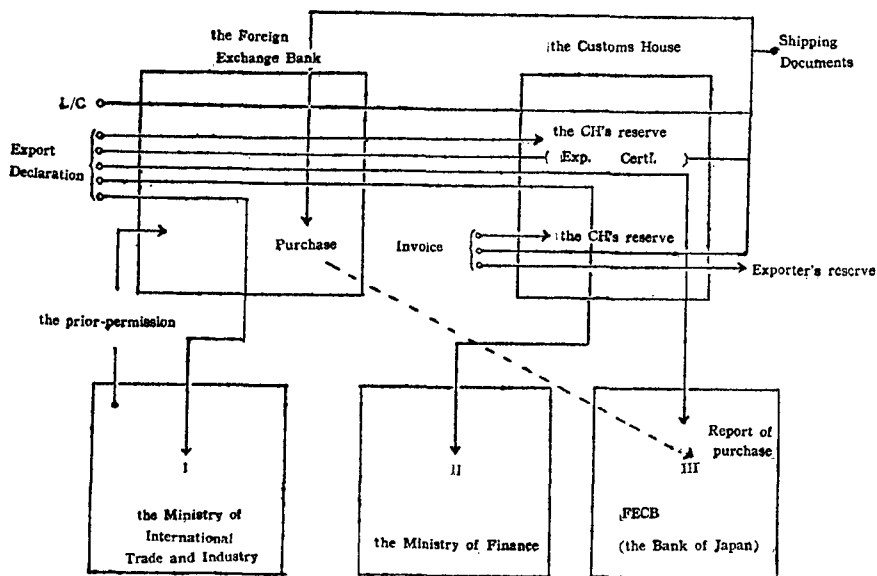 the Foreign
Exchange Bank
the Customs House
Shipping
Documents
L/C
the CH's reserve
Export
Declaration
( Exp. Certi. )
Purchase
Invoice
the CH's reserve
Exporter's reserve
the prior-permission
Report of
purchase
I
II
III
the Ministry of
International
Trade and Industry
the Ministry of Finance
FECB
(the Bank of Japan)